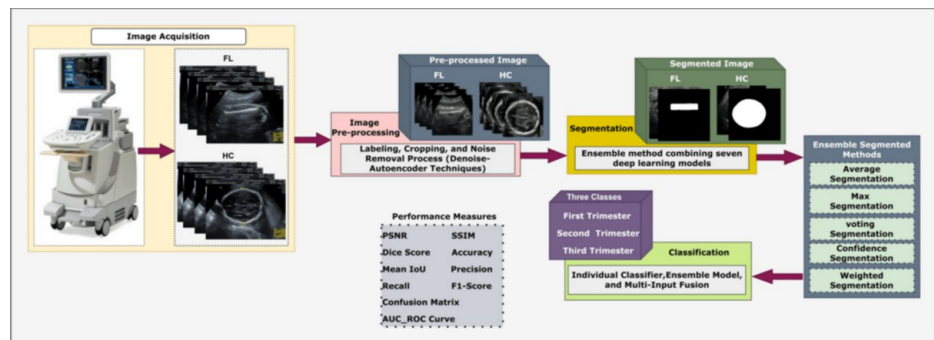 Image Acquisition
FL
HC
Pre-processed Image
FL
HC
Image
Pre-processing
Labeling, Cropping, and Noise
Removal Process (Denoise-
Autoencoder Techniques)
Segmented Image
FL
HC
Segmentation
Ensemble method combining seven
deep learning models
Ensemble Segmented
Methods
Average
Segmentation
Max
Segmentation
voting
Segmentation
Confidence
Segmentation
Weighted
Segmentation
Three Classes
First Trimester
Second Trimester
Third Trimester
Classification
Individual Classifier,Ensemble Model,
and Multi-Input Fusion
Performance Measures
PSNR SSIM
Dice Score Accuracy
Mean IoU Precision
Recall F1-Score
Confusion Matrix
AUC_ROC Curve